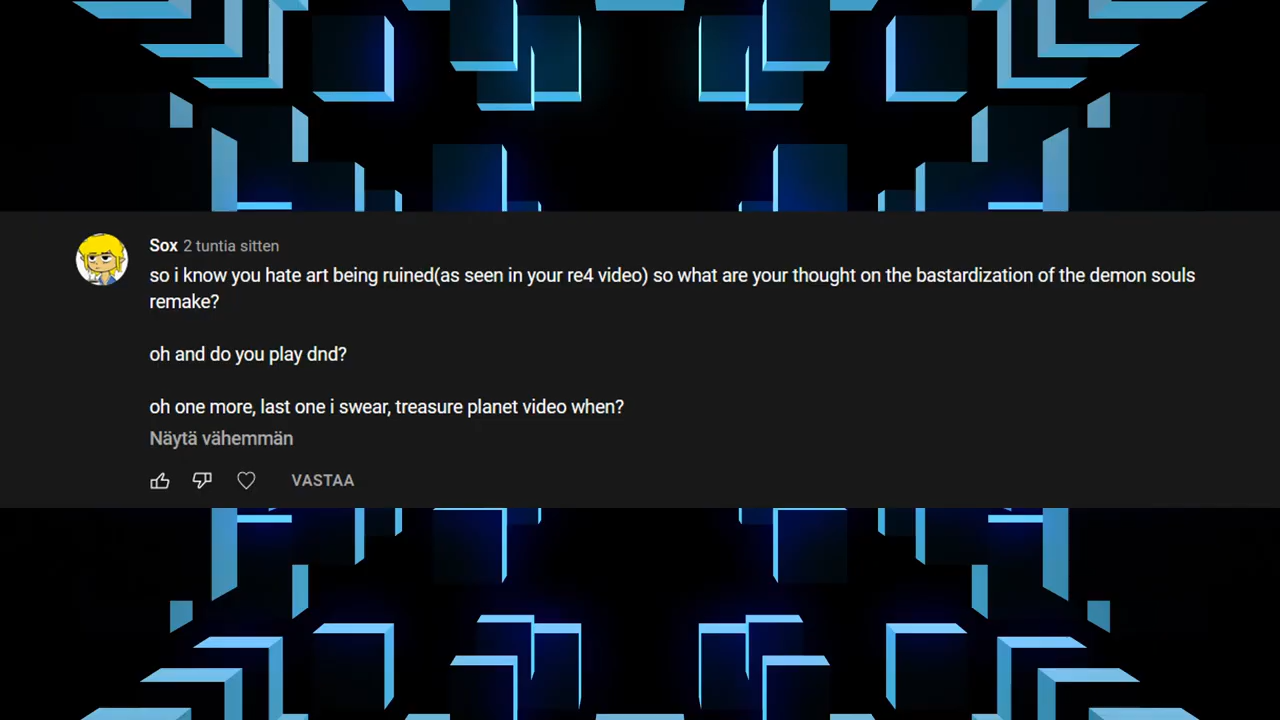 Sox 2 tuntia sitten
so i know you hate art being ruined(as seen in your re4 video) so what are your thought on the bastardization of the demon souls
remake?
oh and do you play dnd?
oh one more, last one i swear, treasure planet video when?
Näytä vähemmän
VASTAA